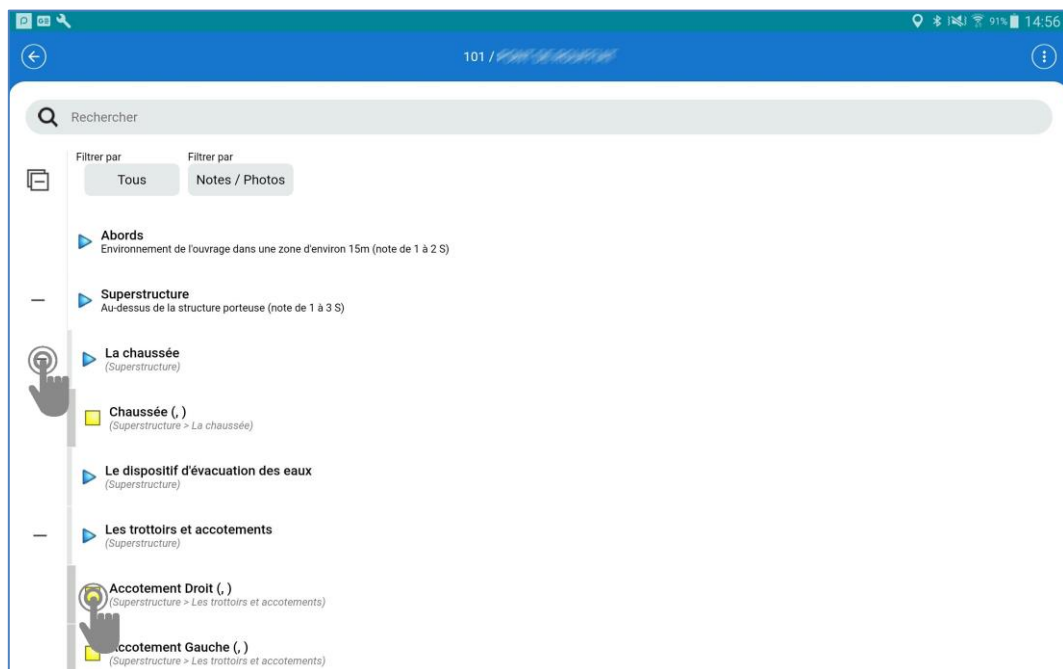 91% 14:56
101 /
Rechercher
Filtrer par Filtrer par
Tous Notes / Photos
Abords
Environnement de l'ouvrage dans une zone d'environ 15m (note de 1 à 2 S)
Superstructure
Au-dessus de la structure porteuse (note de 1 à 3 S)
La chaussée
(Superstructure)
Chaussée (, )
(Superstructure > La chaussée)
Le dispositif d'évacuation des eaux
(Superstructure)
Les trottoirs et accotements
(Superstructure)
Accotement Droit (, )
(Superstructure > Les trottoirs et accotements)
Accotement Gauche (, )
(Superstructure > Les trottoirs et accotements)